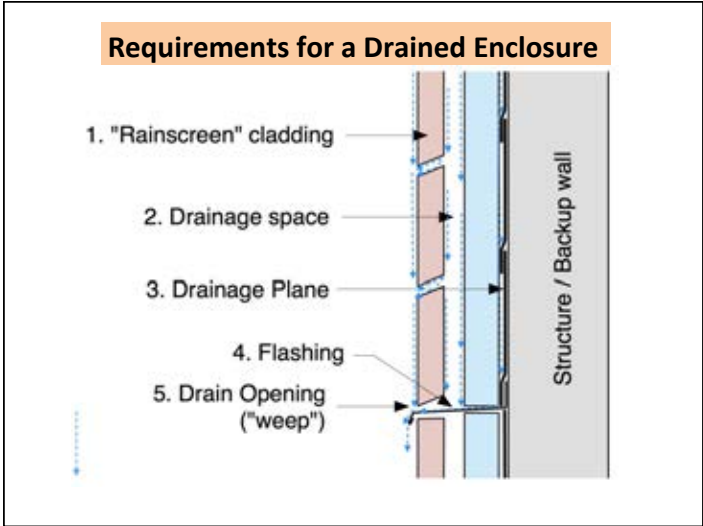 Requirements for a Drained Enclosure
1. "Rainscreen" cladding
2. Drainage space
3. Drainage Plane
4. Flashing
5. Drain Opening
("weep")
Structure / Backup wall